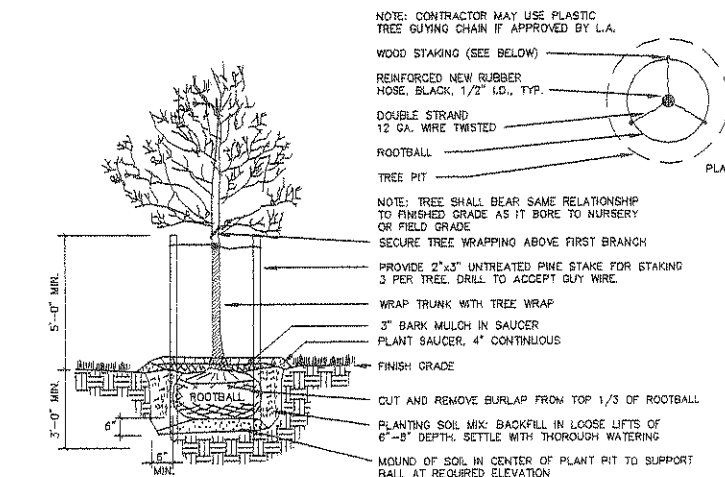 NOTE: CONTRACTOR MAY USE PLASTIC
TREE GUYING CHAIN IF APPROVED BY L.A.
WOOD STAKING (SEE BELOW)
REINFORCED NEW RUBBER
HOSE, BLACK, 1/2" I.D., TYP.
DOUBLE STRAND
12 GA. WIRE TWISTED
ROOTBALL
TREE PIT
PLA
NOTE: TREE SHALL BEAR SAME RELATIONSHIP
TO FINISHED GRADE AS IT BORE TO NURSERY
OR FIELD GRADE
SECURE TREE WRAPPING ABOVE FIRST BRANCH
PROVIDE 2"x3" UNTREATED PINE STAKE FOR STAKING
3 PER TREE. DRILL TO ACCEPT GUY WIRE.
WRAP TRUNK WITH TREE WRAP
3" BARK MULCH IN SAUCER
PLANT SAUCER, 4" CONTINUOUS
FINISH GRADE
CUT AND REMOVE BURLAP FROM TOP 1/3 OF ROOTBALL
PLANTING SOIL MIX: BACKFILL IN LOOSE LIFTS OF
6"-8" DEPTH. SETTLE WITH THOROUGH WATERING
MOUND OF SOIL IN CENTER OF PLANT PIT TO SUPPORT
BALL AT REQUIRED ELEVATION
5'-0" MIN.
3'-0" MIN.
ROOTBALL
6"
6"
MIN.